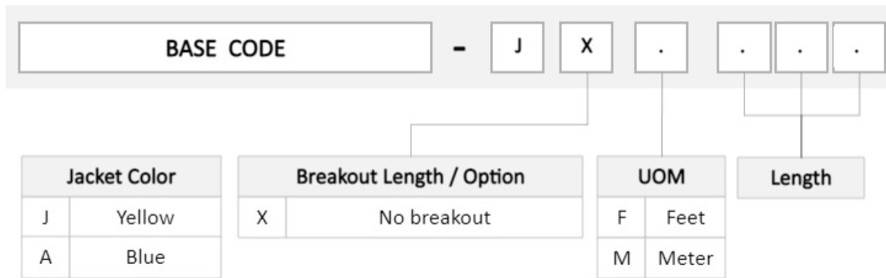 BASE CODE - J X . . . .
Jacket Color Breakout Length / Option UOM Length
J Yellow X No breakout F Feet
A Blue M Meter